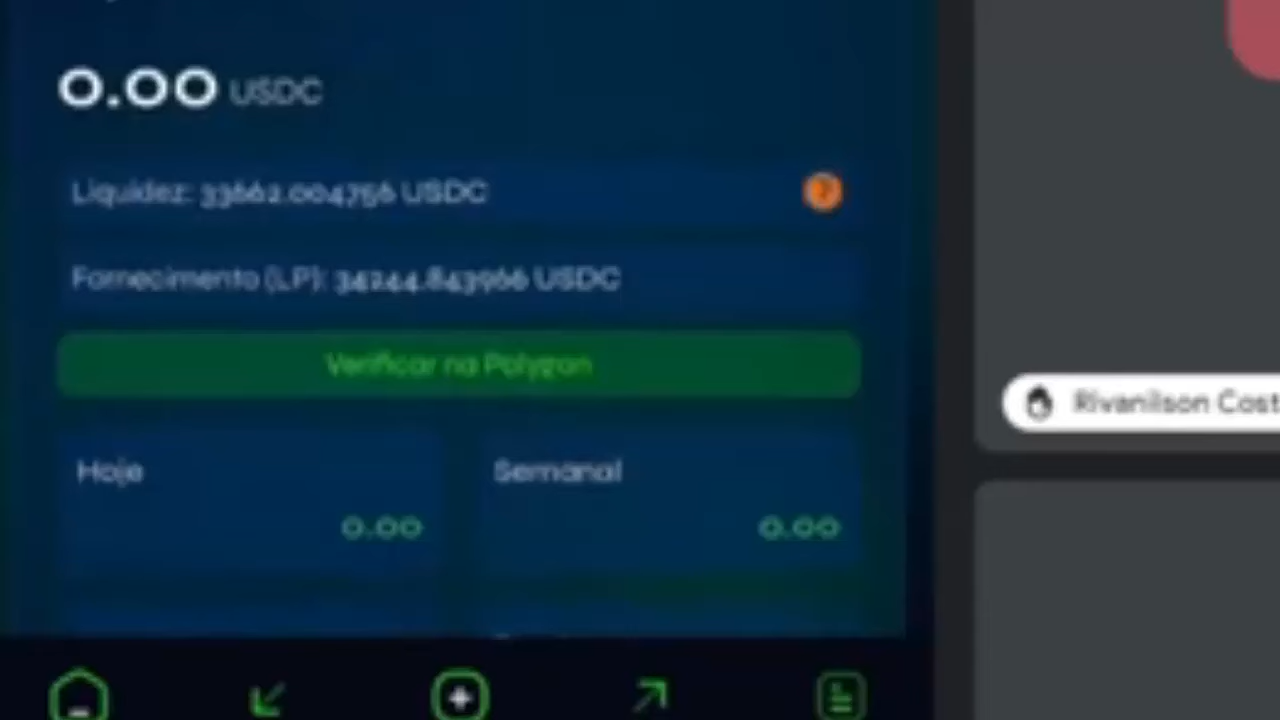 0.00 USDC
Liquidez: 33662.004756 USDC
?
Fornecimento (LP): 34244.843966 USDC
Verificar na Polygon
Hoje
0.00
Semanal
0.00
Rivanilson Cost